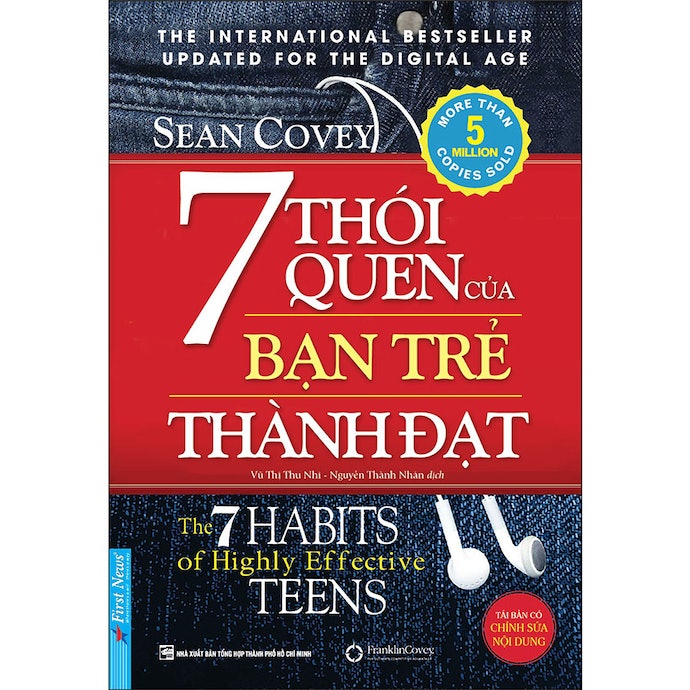 THE INTERNATIONAL BESTSELLER
UPDATED FOR THE DIGITAL AGE
SEAN COVEY
MORE THAN
5
MILLION
COPIES SOLD
7 THÓI
QUEN CỦA
BẠN TRẺ
THÀNH ĐẠT
Vũ Thị Thu Nhi - Nguyễn Thành Nhân dịch
The 7 HABITS
of Highly Effective
TEENS
First News
TÁI BẢN CÓ
CHỈNH SỬA
NỘI DUNG
NHÀ XUẤT BẢN TỔNG HỢP THÀNH PHỐ HỒ CHÍ MINH
FranklinCovey